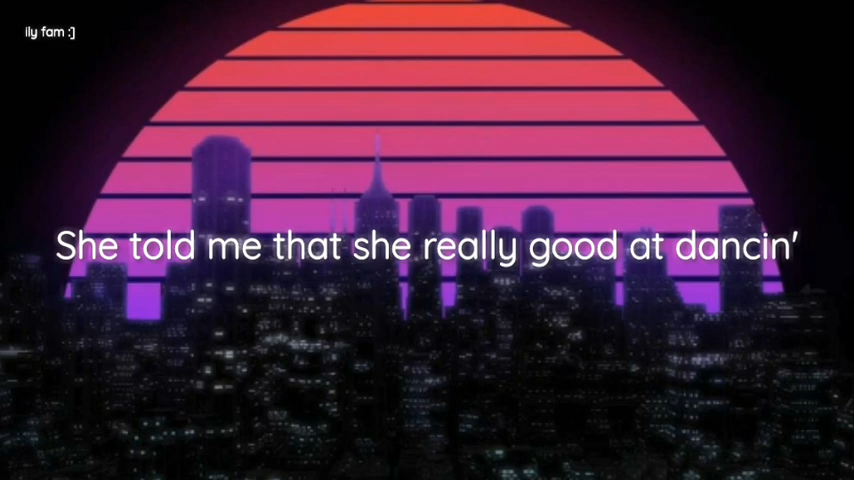 ily fam :]
She told me that she really good at dancin'